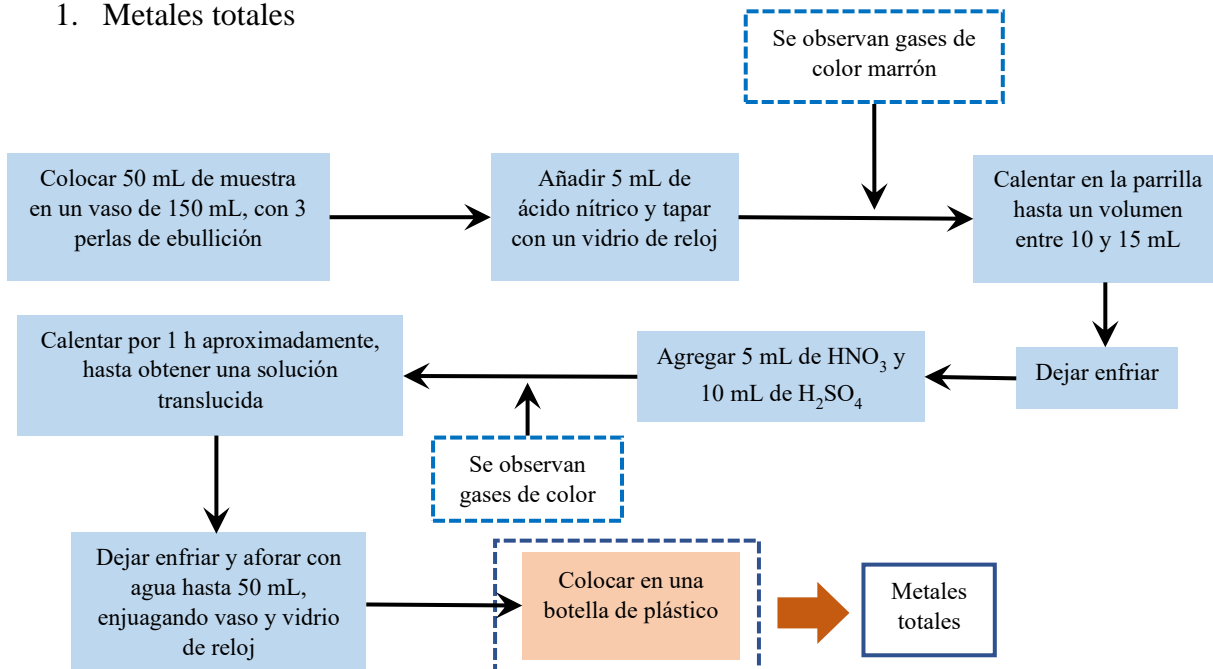 1. Metales totales
Se observan gases de
color marrón
Colocar 50 mL de muestra
en un vaso de 150 mL, con 3
perlas de ebullición
Añadir 5 mL de
ácido nítrico y tapar
con un vidrio de reloj
Calentar en la parrilla
hasta un volumen
entre 10 y 15 mL
Dejar enfriar
Agregar 5 mL de HNO₃ y
10 mL de H₂SO₄
Se observan
gases de color
Calentar por 1 h aproximadamente,
hasta obtener una solución
translucida
Dejar enfriar y aforar con
agua hasta 50 mL,
enjuagando vaso y vidrio
de reloj
Colocar en una
botella de plástico
Metales
totales